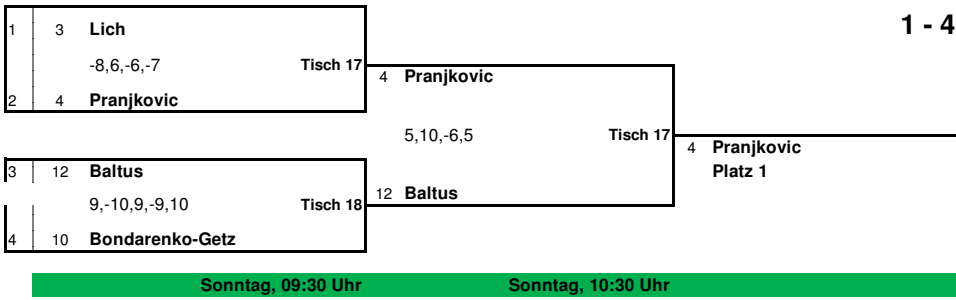 1 - 4
1 3 Lich
-8,6,-6,-7 Tisch 17
2 4 Pranjkovic
4 Pranjkovic
5,10,-6,5 Tisch 17
12 Baltus
4 Pranjkovic
Platz 1
3 12 Baltus
9,-10,9,-9,10 Tisch 18
4 10 Bondarenko-Getz
Sonntag, 09:30 Uhr Sonntag, 10:30 Uhr